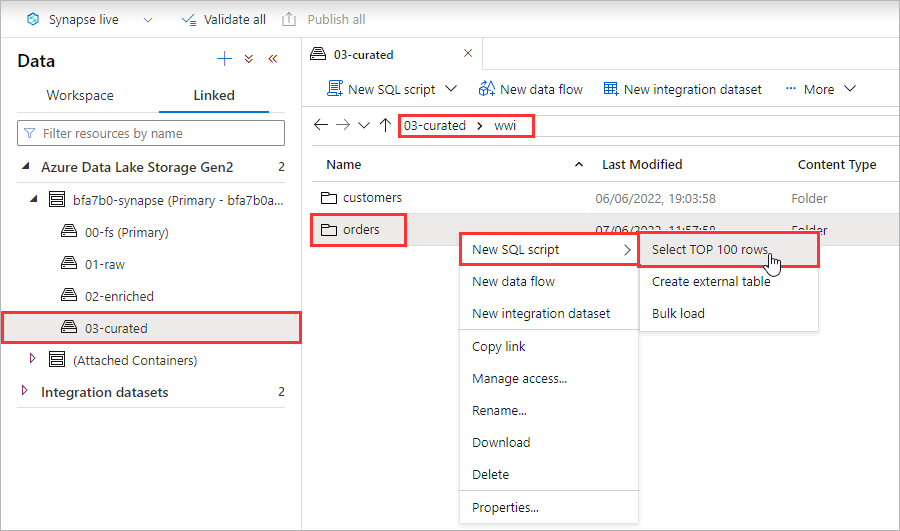 Synapse live
Validate all
Publish all
Data
Workspace
Linked
Filter resources by name
Azure Data Lake Storage Gen2 2
bfa7b0-synapse (Primary - bfa7b0a...
00-fs (Primary)
01-raw
02-enriched
03-curated
(Attached Containers)
Integration datasets 2
03-curated
New SQL script
New data flow
New integration dataset
More
03-curated
wwi
Name
Last Modified
Content Type
customers
06/06/2022, 19:03:58
Folder
orders
07/06/2022, 11:57:58
Folder
New SQL script
New data flow
New integration dataset
Copy link
Manage access...
Rename...
Download
Delete
Properties...
Select TOP 100 rows
Create external table
Bulk load